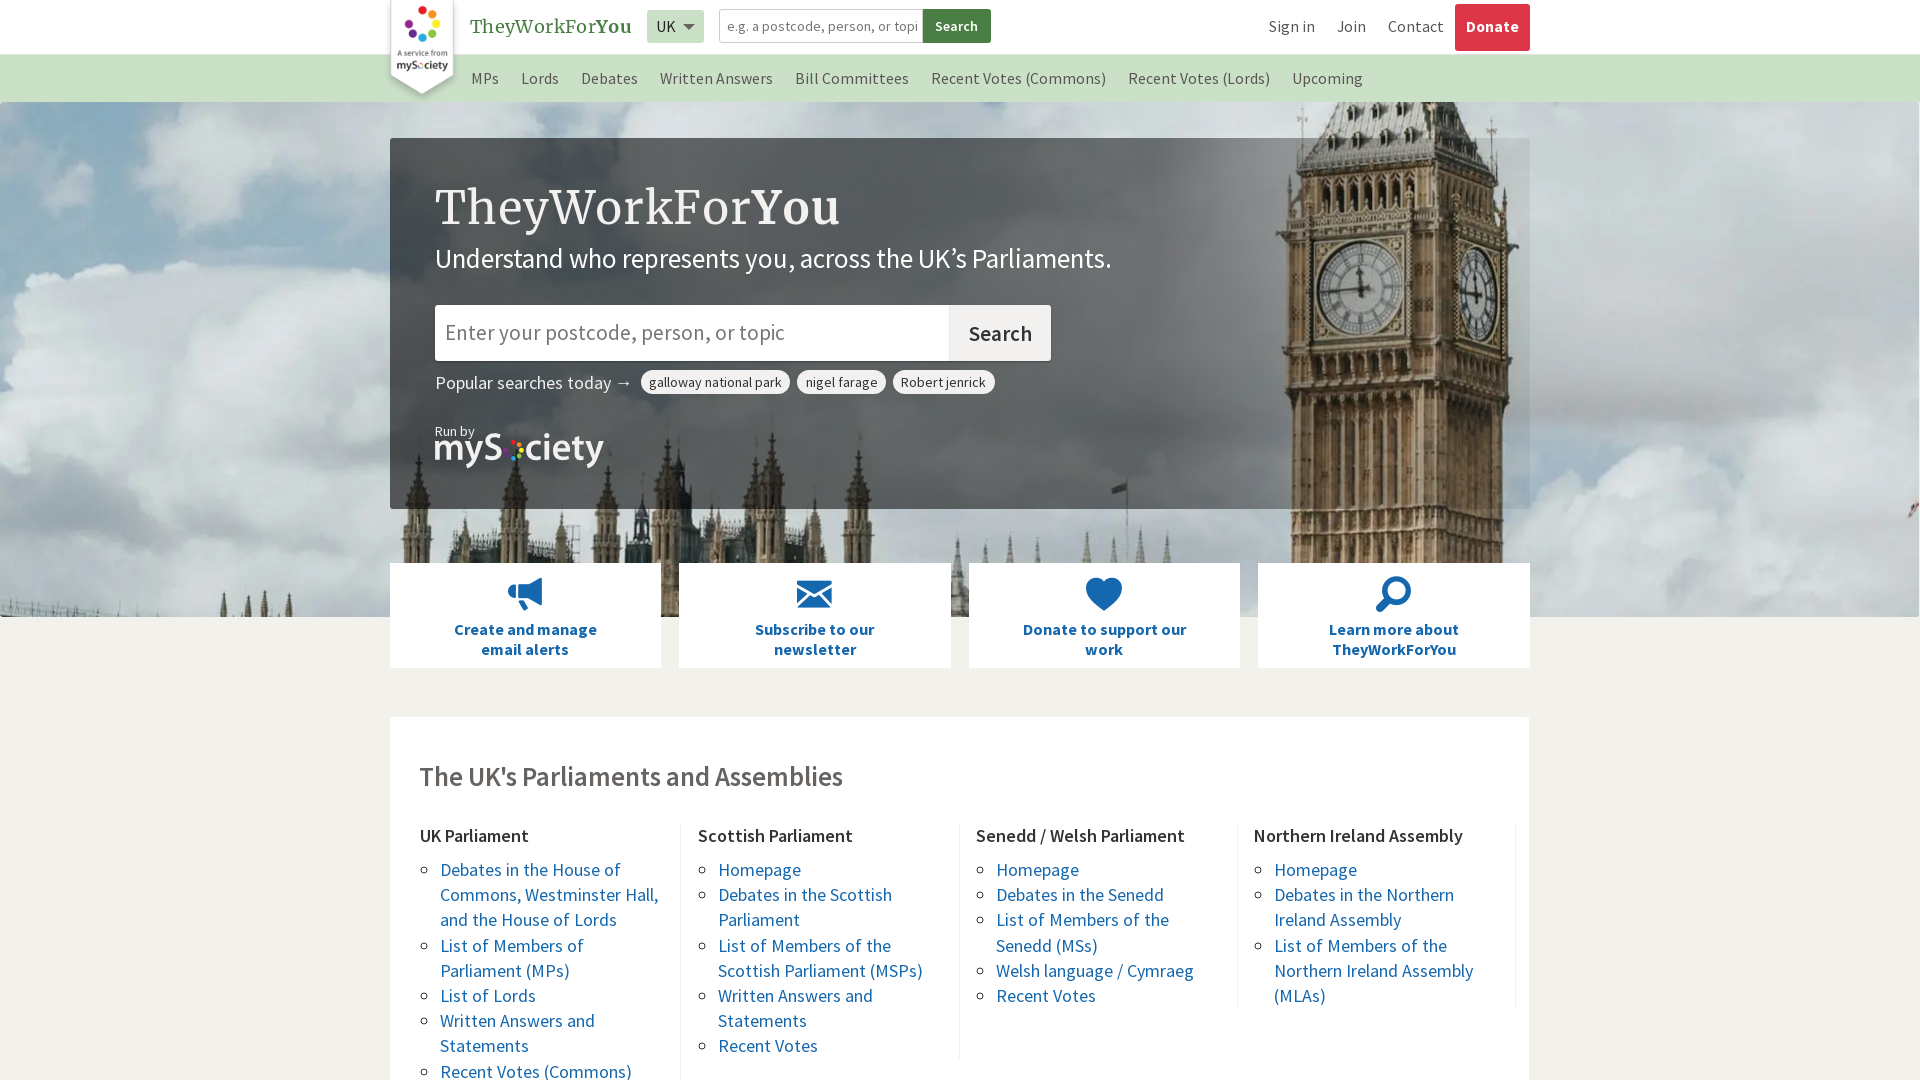 A service from
mySociety
TheyWorkForYou
UK
e.g. a postcode, person, or topi
Search
Sign in
Join
Contact
Donate
MPs
Lords
Debates
Written Answers
Bill Committees
Recent Votes (Commons)
Recent Votes (Lords)
Upcoming
TheyWorkForYou
Understand who represents you, across the UK’s Parliaments.
Enter your postcode, person, or topic
Search
Popular searches today →
galloway national park
nigel farage
Robert jenrick
Run by
mySociety
Create and manage
email alerts
Subscribe to our
newsletter
Donate to support our
work
Learn more about
TheyWorkForYou
The UK's Parliaments and Assemblies
UK Parliament
Debates in the House of
Commons, Westminster Hall,
and the House of Lords
List of Members of
Parliament (MPs)
List of Lords
Written Answers and
Statements
Recent Votes (Commons)
Scottish Parliament
Homepage
Debates in the Scottish
Parliament
List of Members of the
Scottish Parliament (MSPs)
Written Answers and
Statements
Recent Votes
Senedd / Welsh Parliament
Homepage
Debates in the Senedd
List of Members of the
Senedd (MSs)
Welsh language / Cymraeg
Recent Votes
Northern Ireland Assembly
Homepage
Debates in the Northern
Ireland Assembly
List of Members of the
Northern Ireland Assembly
(MLAs)